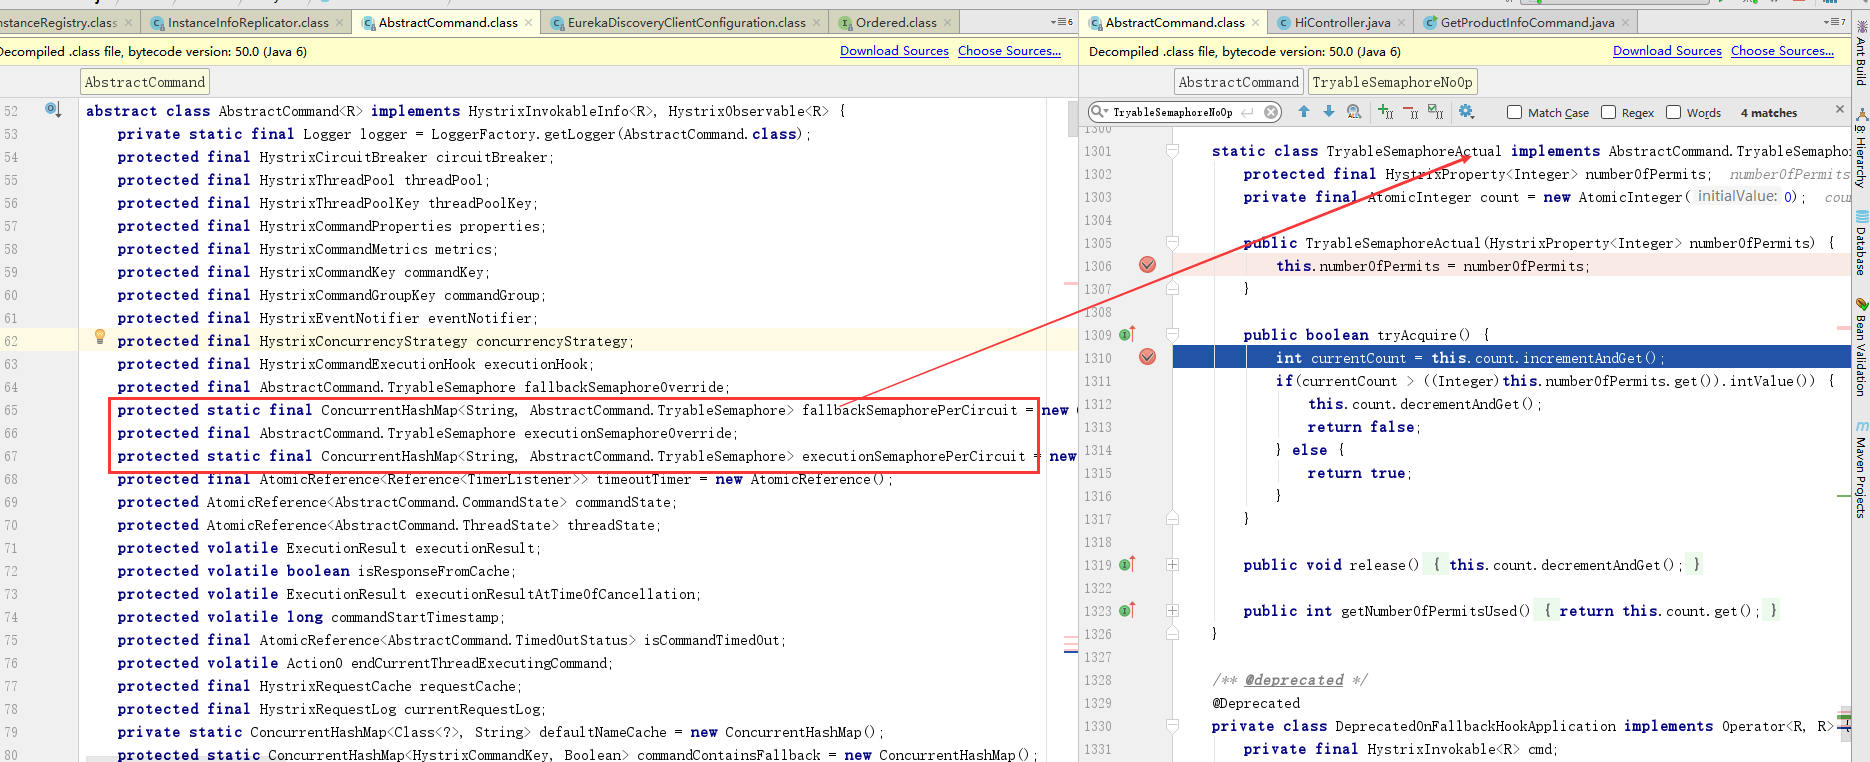 nstanceRegistry.class
InstanceInfoReplicator.class
AbstractCommand.class
EurekaDiscoveryClientConfiguration.class
Ordered.class
6
Decompiled .class file, bytecode version: 50.0 (Java 6)
Download Sources
Choose Sources...
AbstractCommand
52 abstract class AbstractCommand<R> implements HystrixInvokableInfo<R>, HystrixObservable<R> {
53 private static final Logger logger = LoggerFactory.getLogger(AbstractCommand.class);
54 protected final HystrixCircuitBreaker circuitBreaker;
55 protected final HystrixThreadPool threadPool;
56 protected final HystrixThreadPoolKey threadPoolKey;
57 protected final HystrixCommandProperties properties;
58 protected final HystrixCommandMetrics metrics;
59 protected final HystrixCommandKey commandKey;
60 protected final HystrixCommandGroupKey commandGroup;
61 protected final HystrixEventNotifier eventNotifier;
62 protected final HystrixConcurrencyStrategy concurrencyStrategy;
63 protected final HystrixCommandExecutionHook executionHook;
64 protected final AbstractCommand.TryableSemaphore fallbackSemaphoreOverride;
65 protected static final ConcurrentHashMap<String, AbstractCommand.TryableSemaphore> fallbackSemaphorePerCircuit = new
66 protected final AbstractCommand.TryableSemaphore executionSemaphoreOverride;
67 protected static final ConcurrentHashMap<String, AbstractCommand.TryableSemaphore> executionSemaphorePerCircuit = new
68 protected final AtomicReference<Reference<TimerListener>> timeoutTimer = new AtomicReference();
69 protected AtomicReference<AbstractCommand.CommandState> commandState;
70 protected AtomicReference<AbstractCommand.ThreadState> threadState;
71 protected volatile ExecutionResult executionResult;
72 protected volatile boolean isResponseFromCache;
73 protected volatile ExecutionResult executionResultAtTimeOfCancellation;
74 protected volatile long commandStartTimestamp;
75 protected final AtomicReference<AbstractCommand.TimedOutStatus> isCommandTimedOut;
76 protected volatile Action0 endCurrentThreadExecutingCommand;
77 protected final HystrixRequestCache requestCache;
78 protected final HystrixRequestLog currentRequestLog;
79 private static ConcurrentHashMap<Class<?>, String> defaultNameCache = new ConcurrentHashMap();
80 protected static ConcurrentHashMap<HystrixCommandKey, Boolean> commandContainsFallback = new ConcurrentHashMap();
AbstractCommand.class
HiController.java
GetProductInfoCommand.java
7
Decompiled .class file, bytecode version: 50.0 (Java 6)
Download Sources
Choose Sources...
AbstractCommand
TryableSemaphoreNoOp
TryableSemaphoreNoOp
Match Case
Regex
Words
4 matches
1300
1301 static class TryableSemaphoreActual implements AbstractCommand.TryableSemapho
1302 protected final HystrixProperty<Integer> numberOfPermits; numberOfPermits
1303 private final AtomicInteger count = new AtomicInteger( initialValue: 0); cou
1304
1305 public TryableSemaphoreActual(HystrixProperty<Integer> numberOfPermits) {
1306 this.numberOfPermits = numberOfPermits;
1307 }
1308
1309 public boolean tryAcquire() {
1310 int currentCount = this.count.incrementAndGet();
1311 if(currentCount > ((Integer)this.numberOfPermits.get()).intValue()) {
1312 this.count.decrementAndGet();
1313 return false;
1314 } else {
1315 return true;
1316 }
1317 }
1318
1319 public void release() { this.count.decrementAndGet(); }
1322
1323 public int getNumberOfPermitsUsed() { return this.count.get(); }
1326 }
1327
1328 /** @deprecated */
1329 @Deprecated
1330 private class DeprecatedOnFallbackHookApplication implements Operator<R, R> {
1331 private final HystrixInvokable<R> cmd;
Ant Build
8: Hierarchy
Database
Bean Validation
Maven Projects